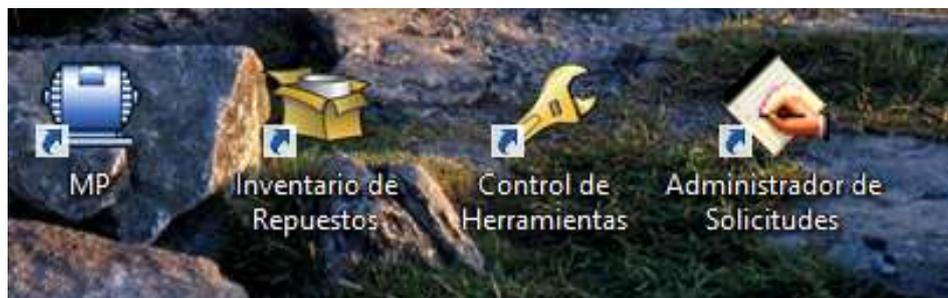 MP
Inventario de
Repuestos
Control de
Herramientas
Administrador de
Solicitudes